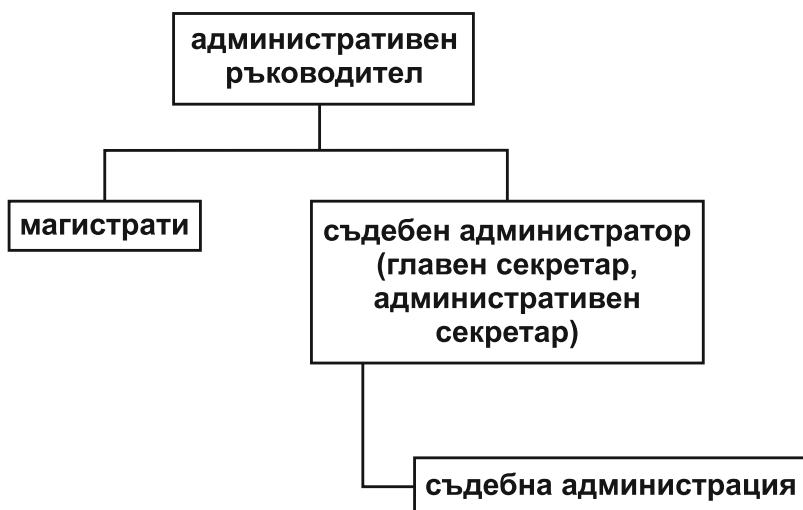 административен
ръководител
магистрати
съдебен администратор
(главен секретар,
административен
секретар)
съдебна администрация